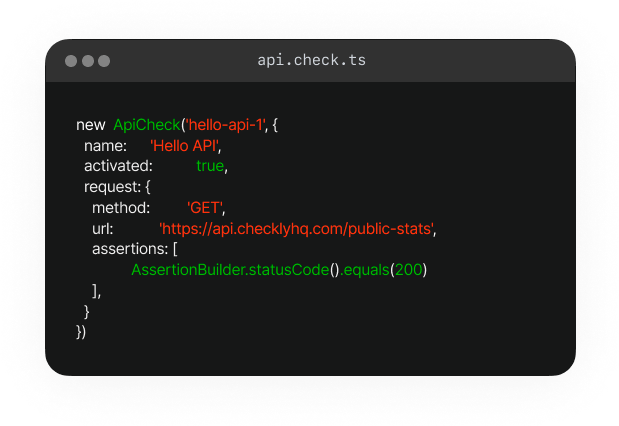 api.check.ts
new ApiCheck('hello-api-1', {
name: 'Hello API',
activated: true,
request: {
method: 'GET',
url: 'https://api.checklyhq.com/public-stats',
assertions: [
AssertionBuilder.statusCode().equals(200)
],
}
})